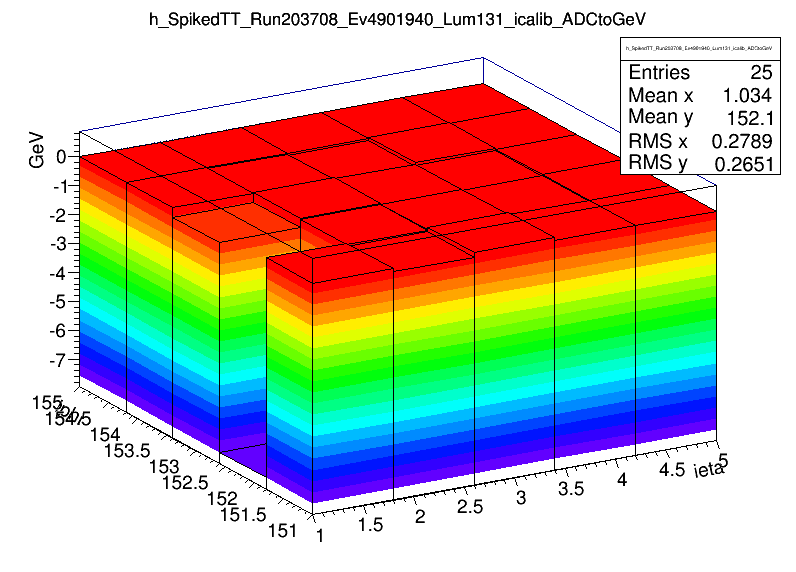 h_SpikedTT_Run203708_Ev4901940_Lum131_icalib_ADCtoGeV
h_SpikedTT_Run203708_Ev4901940_Lum131_icalib_ADCtoGeV
Entries 25
Mean x 1.034
Mean y 152.1
RMS x 0.2789
RMS y 0.2651
GeV
0
-1
-2
-3
-4
-5
-6
-7
155
154.5
154
153.5
153
152.5
152
151.5
151
1
1.5
2
2.5
3
3.5
4
4.5
5
ieta